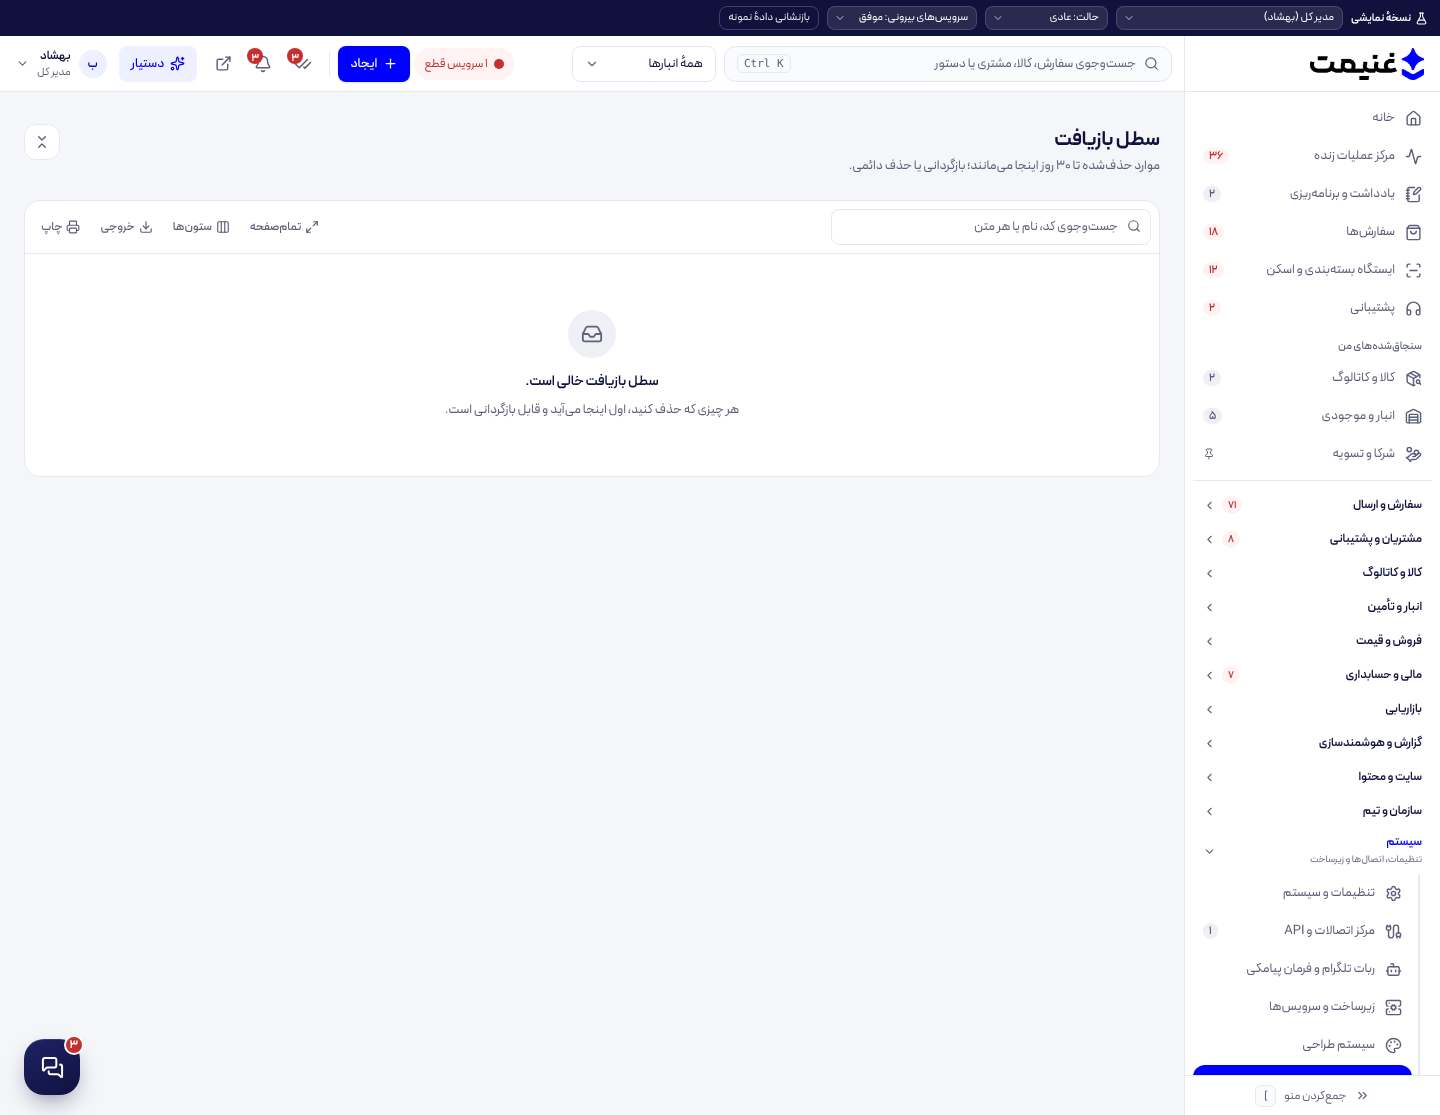 نسخهٔ نمایشی
مدیر کل (بهشاد)
حالت: عادی
سرویس‌های بیرونی: موفق
بازنشانی دادهٔ نمونه
غنیمت
جست‌وجوی سفارش، کالا، مشتری یا دستور
Ctrl K
همهٔ انبارها
۱ سرویس قطع
ایجاد
۳
۳
دستیار
ب
بهشاد
مدیر کل
خانه
مرکز عملیات زنده ۳۶
یادداشت و برنامه‌ریزی ۲
سفارش‌ها ۱۸
ایستگاه بسته‌بندی و اسکن ۱۲
پشتیبانی ۲
سنجاق‌شده‌های من
کالا و کاتالوگ ۲
انبار و موجودی ۵
شرکا و تسویه
سفارش و ارسال ۷۱
مشتریان و پشتیبانی ۸
کالا و کاتالوگ
انبار و تأمین
فروش و قیمت
مالی و حسابداری ۷
بازاریابی
گزارش و هوشمندسازی
سایت و محتوا
سازمان و تیم
سیستم
تنظیمات، اتصال‌ها و زیرساخت
تنظیمات و سیستم
مرکز اتصالات و API ۱
ربات تلگرام و فرمان پیامکی
زیرساخت و سرویس‌ها
سیستم طراحی
جمع‌کردن منو [
سطل بازیافت
موارد حذف‌شده تا ۳۰ روز اینجا می‌مانند؛ بازگردانی یا حذف دائمی.
جست‌وجوی کد، نام یا هر متن
تمام‌صفحه
ستون‌ها
خروجی
چاپ
سطل بازیافت خالی است.
هر چیزی که حذف کنید، اول اینجا می‌آید و قابل بازگردانی است.
۳